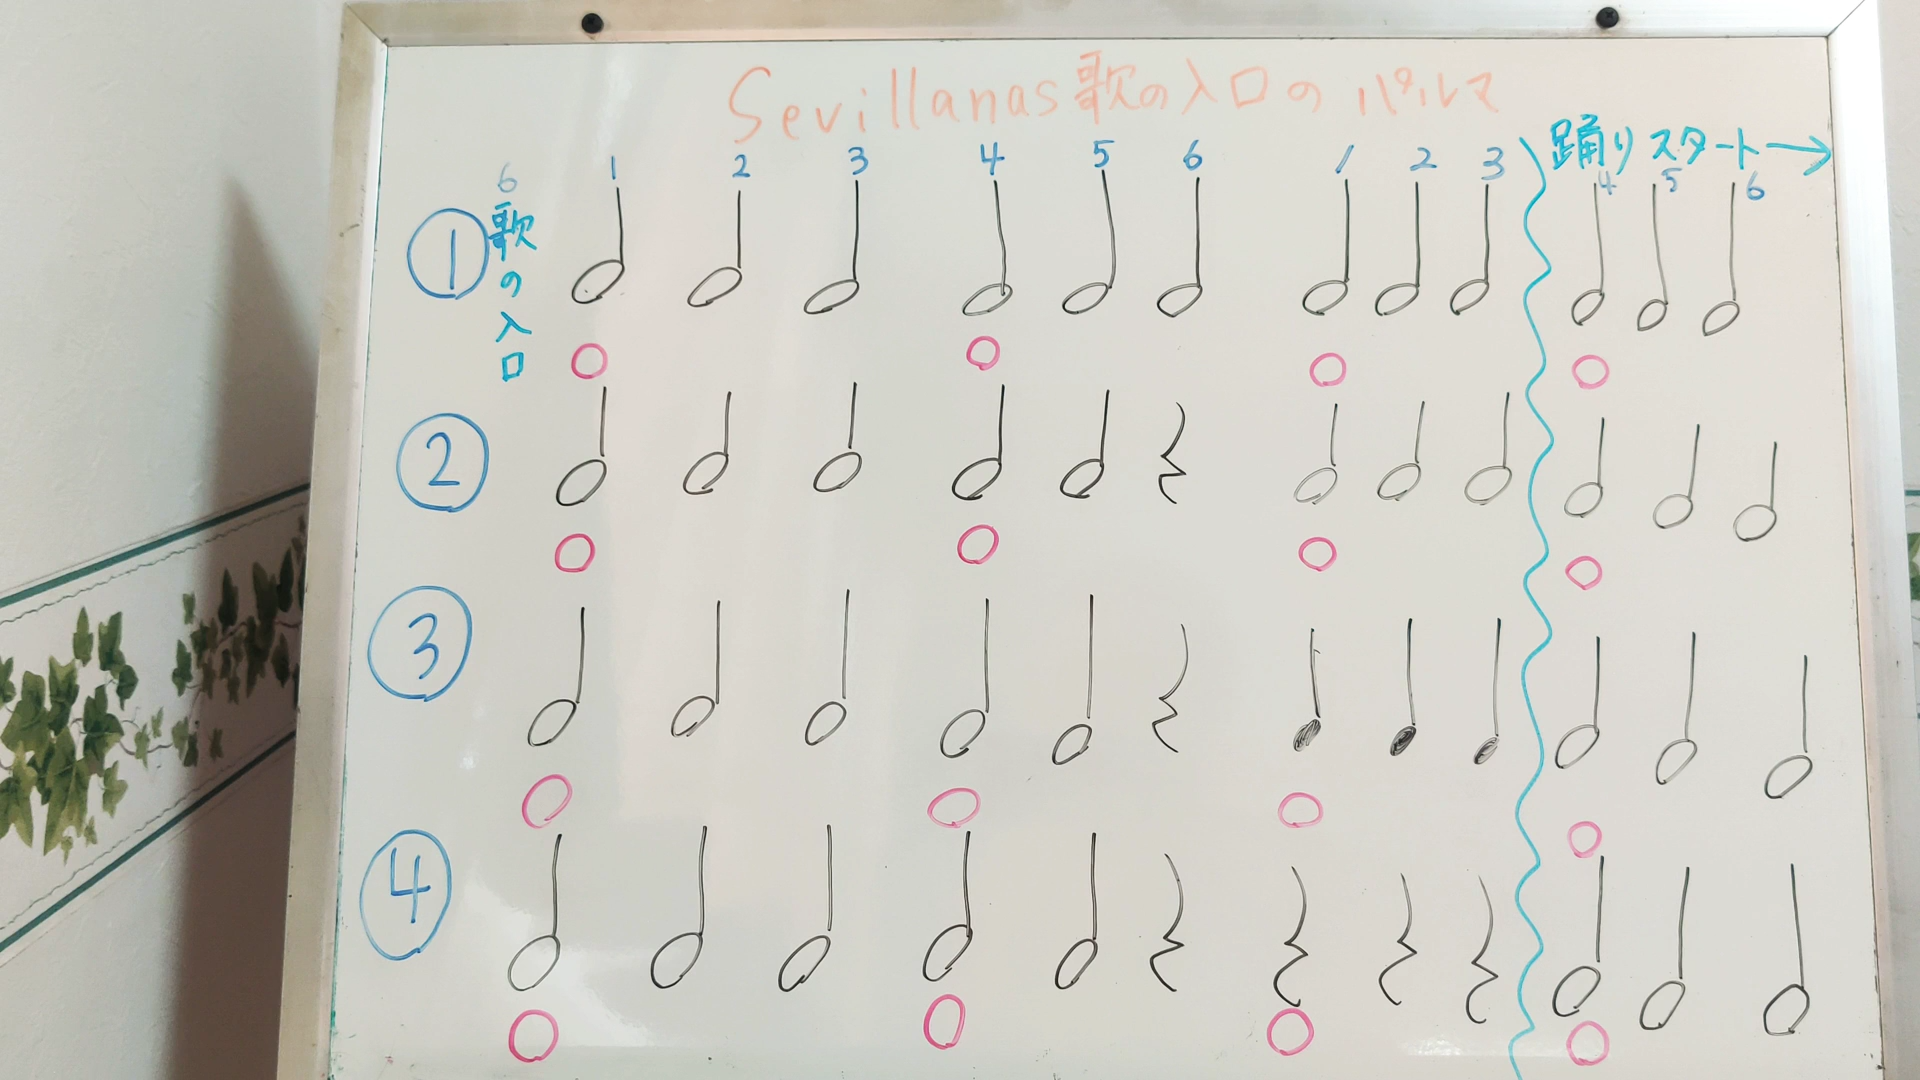 Sevillanas歌の入口のパルマ
踊りスタート→
6 1 2 3 4 5 6 1 2 3 4 5 6
① 歌の入口
②
③
④